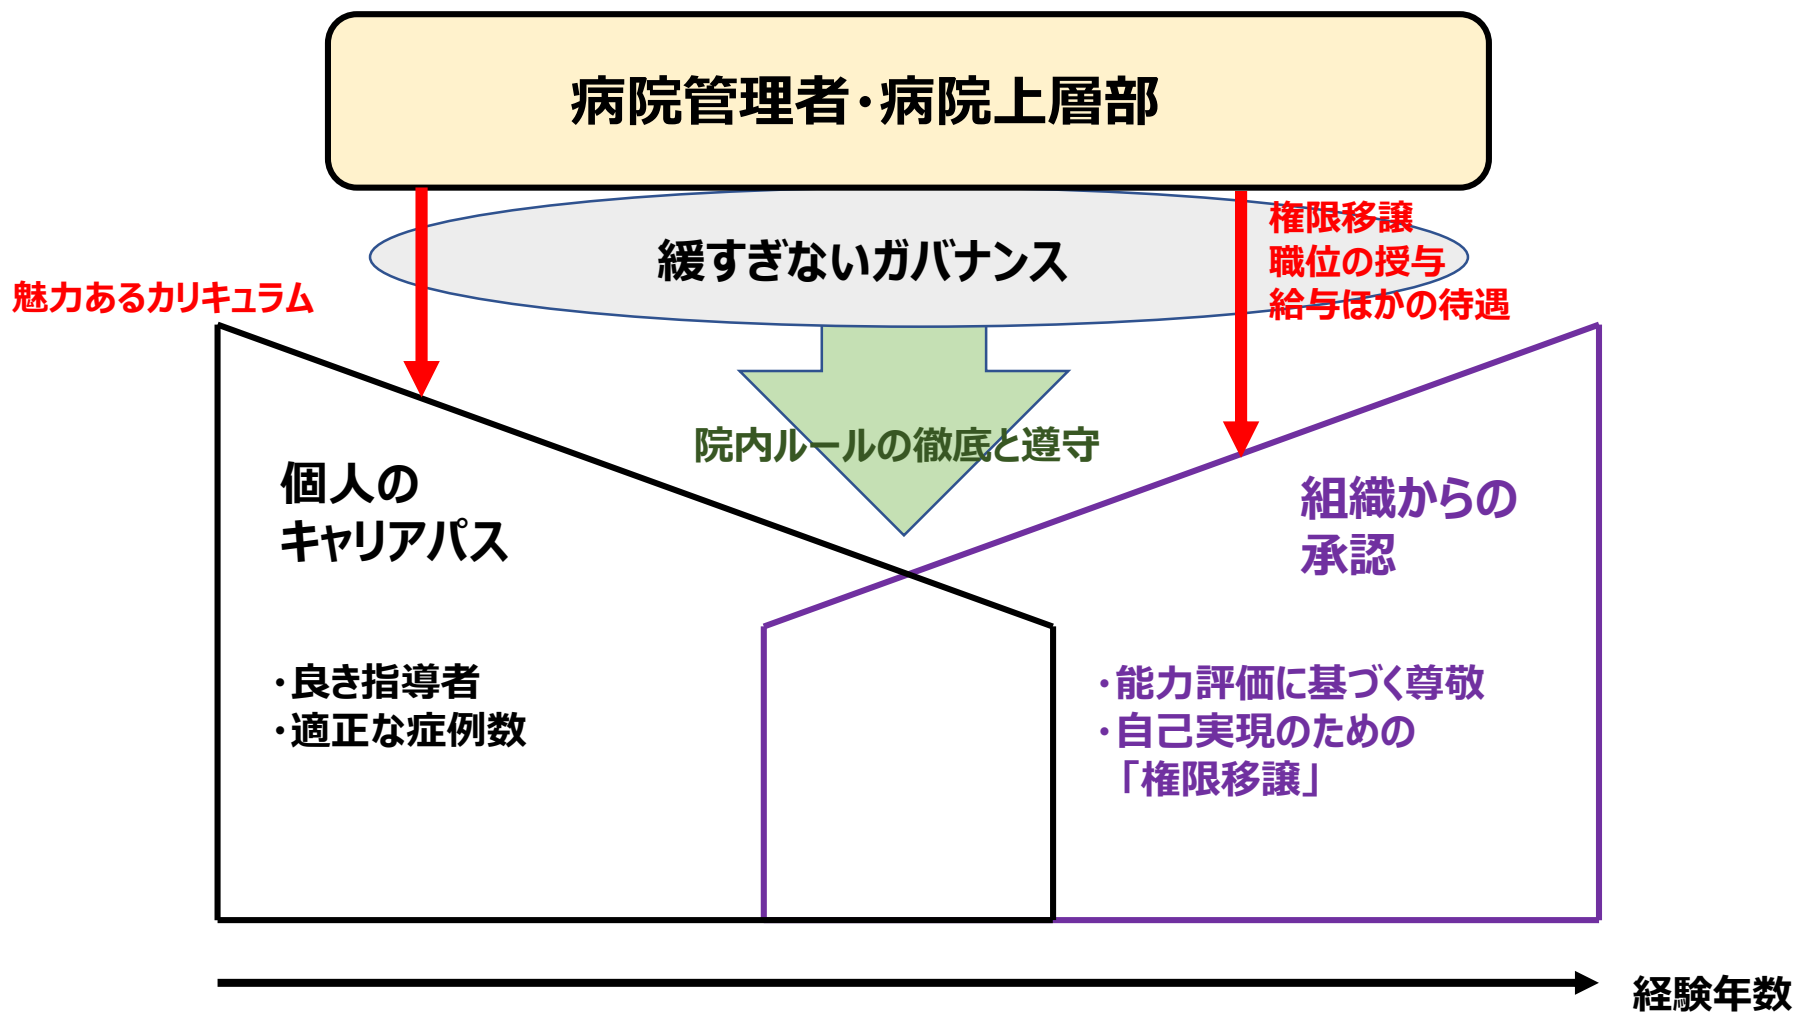 病院管理者・病院上層部
緩すぎないガバナンス
権限移譲
職位の授与
給与ほかの待遇
魅力あるカリキュラム
院内ルールの徹底と遵守
個人の
キャリアパス
組織からの
承認
・良き指導者
・適正な症例数
・能力評価に基づく尊敬
・自己実現のための
「権限移譲」
経験年数